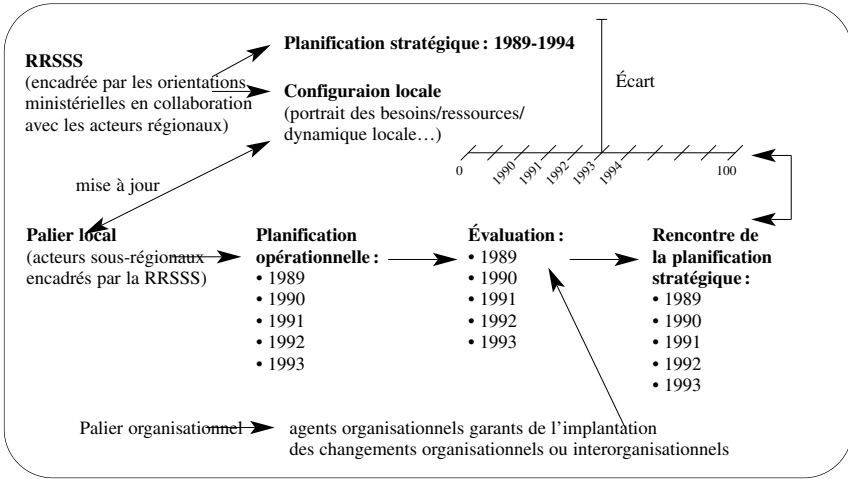 RRSSS
(encadrée par les orientations
ministérielles en collaboration
avec les acteurs régionaux)
Planification stratégique : 1989-1994
Configuraion locale
(portrait des besoins/ressources/
dynamique locale…)
Écart
0
1990
1991
1992
1993
1994
100
mise à jour
Palier local
(acteurs sous-régionaux
encadrés par la RRSSS)
Planification
opérationnelle :
• 1989
• 1990
• 1991
• 1992
• 1993
Évaluation :
• 1989
• 1990
• 1991
• 1992
• 1993
Rencontre de
la planification
stratégique :
• 1989
• 1990
• 1991
• 1992
• 1993
Palier organisationnel
agents organisationnels garants de l’implantation
des changements organisationnels ou interorganisationnels